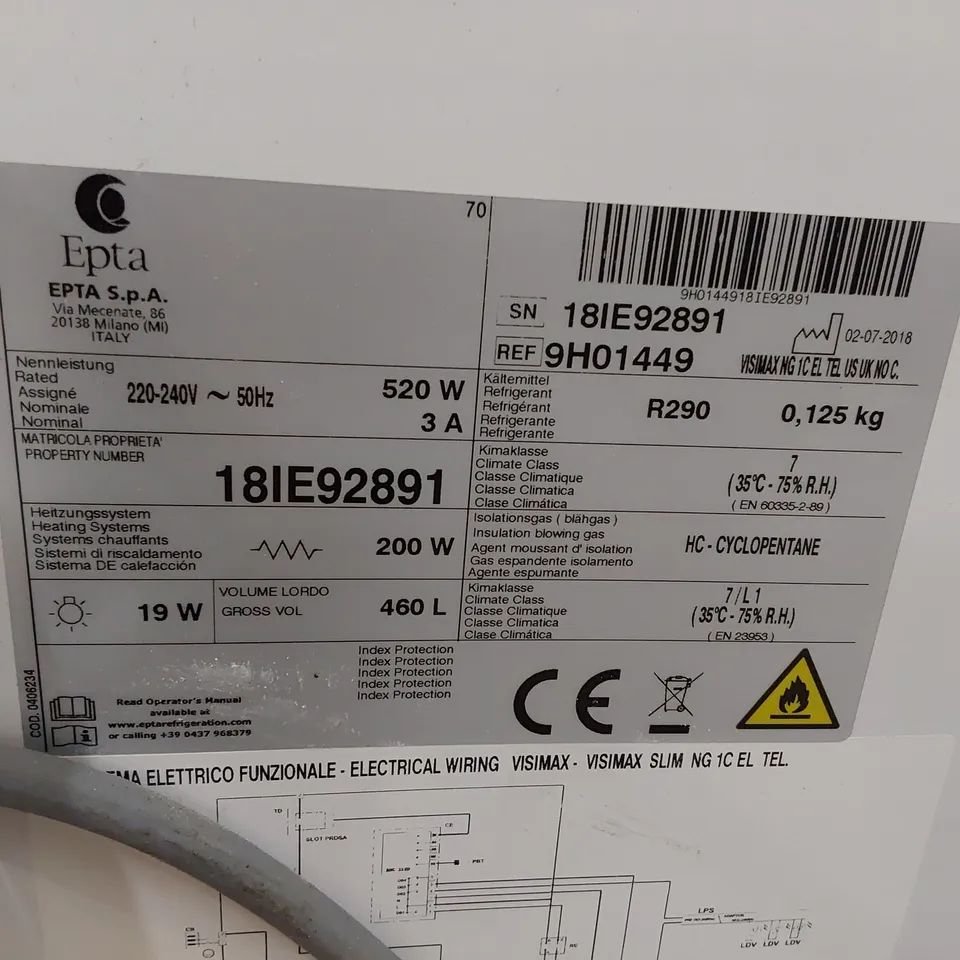 Epta
EPTA S.p.A.
Via Mecenate, 86
20138 Milano (MI)
ITALY
70
9H0144918IE92891
SN 18IE92891
02-07-2018
REF 9H01449
VISIMAX NG 1C EL TEL US UK NO C.
Nennleistung
Rated
Assigné
Nominale
Nominal
220-240V ~ 50Hz
520 W
3 A
Kältemittel
Refrigerant
Refrigérant
Refrigerante
Refrigerante
R290
0,125 kg
MATRICOLA PROPRIETA'
PROPERTY NUMBER
18IE92891
Kimaklasse
Climate Class
Classe Climatique
Classe Climatica
Clase Climática
7
(35°C - 75% R.H.)
(EN 60335-2-89)
Heitzungssystem
Heating Systems
Systems chauffants
Sistemi di riscaldamento
Sistema DE calefacción
200 W
Isolationsgas ( blähgas )
Insulation blowing gas
Agent moussant d' isolation
Gas espandente isolamento
Agente espumante
HC - CYCLOPENTANE
19 W
VOLUME LORDO
GROSS VOL
460 L
Kimaklasse
Climate Class
Classe Climatique
Classe Climatica
Clase Climática
7 / L 1
(35°C - 75% R.H.)
(EN 23953)
Index Protection
Index Protection
Index Protection
Index Protection
Index Protection
COD. 0406234
Read Operator's Manual
available at
www.eptarefrigeration.com
or calling +39 0437 968379
CE
EMA ELETTRICO FUNZIONALE - ELECTRICAL WIRING VISIMAX - VISIMAX SLIM NG 1C EL TEL.
TD
SLOT PROSA
CE
PBT
LPS
LDV LDV LDV
CB